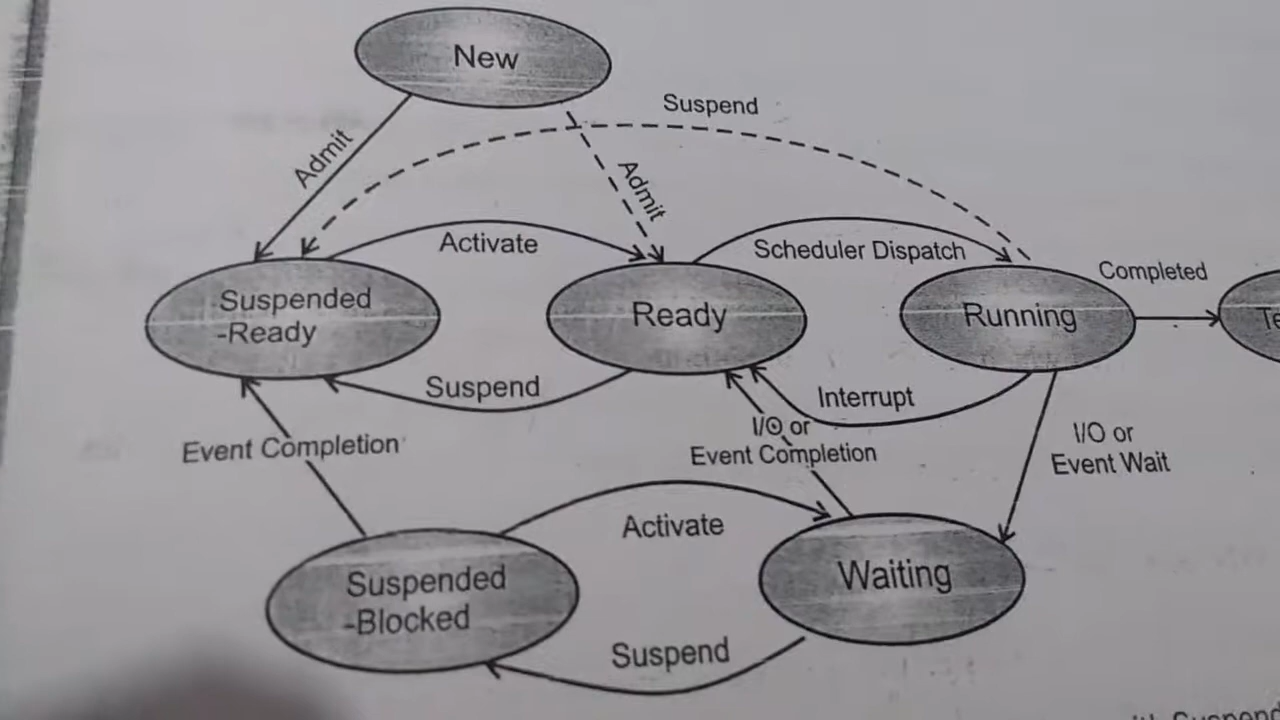 New
Suspend
Admit
Admit
Activate
Scheduler Dispatch
Completed
Suspended
-Ready
Ready
Running
Te
Suspend
Interrupt
I/O or
Event Completion
Event Completion
I/O or
Event Wait
Activate
Suspended
-Blocked
Waiting
Suspend